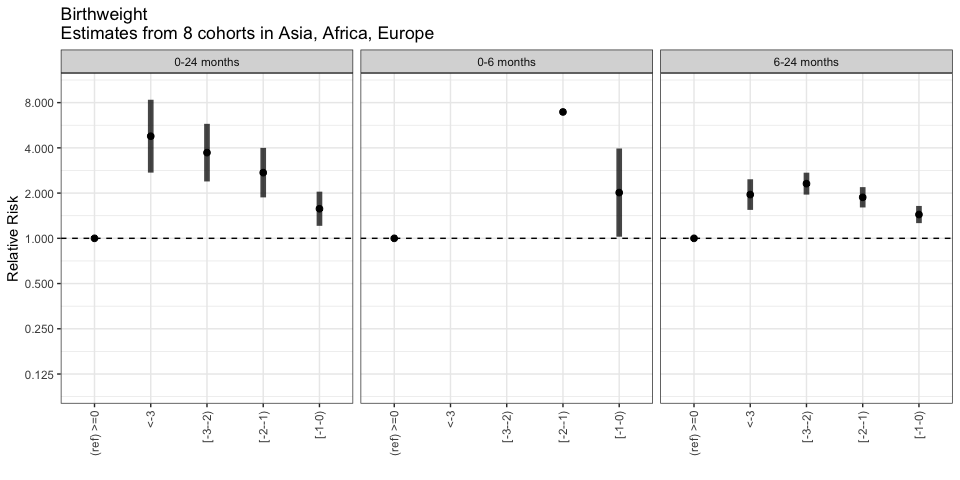 Birthweight
Estimates from 8 cohorts in Asia, Africa, Europe
0-24 months
0-6 months
6-24 months
Relative Risk
8.000
4.000
2.000
1.000
0.500
0.250
0.125
(ref) >=0
<-3
[-3--2)
[-2--1)
[-1-0)
(ref) >=0
<-3
[-3--2)
[-2--1)
[-1-0)
(ref) >=0
<-3
[-3--2)
[-2--1)
[-1-0)